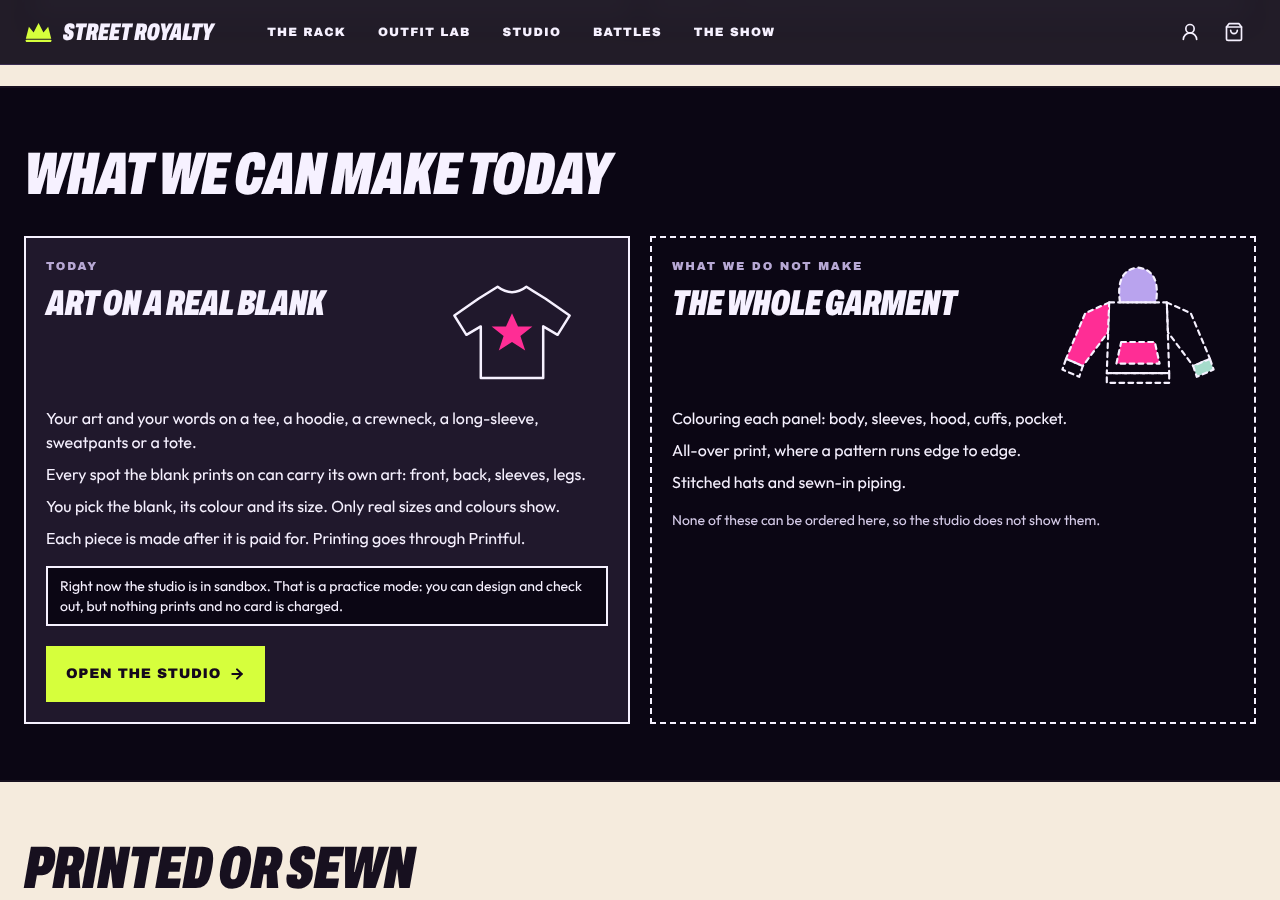 STREET ROYALTY
THE RACK
OUTFIT LAB
STUDIO
BATTLES
THE SHOW
WHAT WE CAN MAKE TODAY
TODAY
ART ON A REAL BLANK
Your art and your words on a tee, a hoodie, a crewneck, a long-sleeve,
sweatpants or a tote.
Every spot the blank prints on can carry its own art: front, back, sleeves, legs.
You pick the blank, its colour and its size. Only real sizes and colours show.
Each piece is made after it is paid for. Printing goes through Printful.
Right now the studio is in sandbox. That is a practice mode: you can design and check
out, but nothing prints and no card is charged.
OPEN THE STUDIO →
WHAT WE DO NOT MAKE
THE WHOLE GARMENT
Colouring each panel: body, sleeves, hood, cuffs, pocket.
All-over print, where a pattern runs edge to edge.
Stitched hats and sewn-in piping.
None of these can be ordered here, so the studio does not show them.
PRINTED OR SEWN